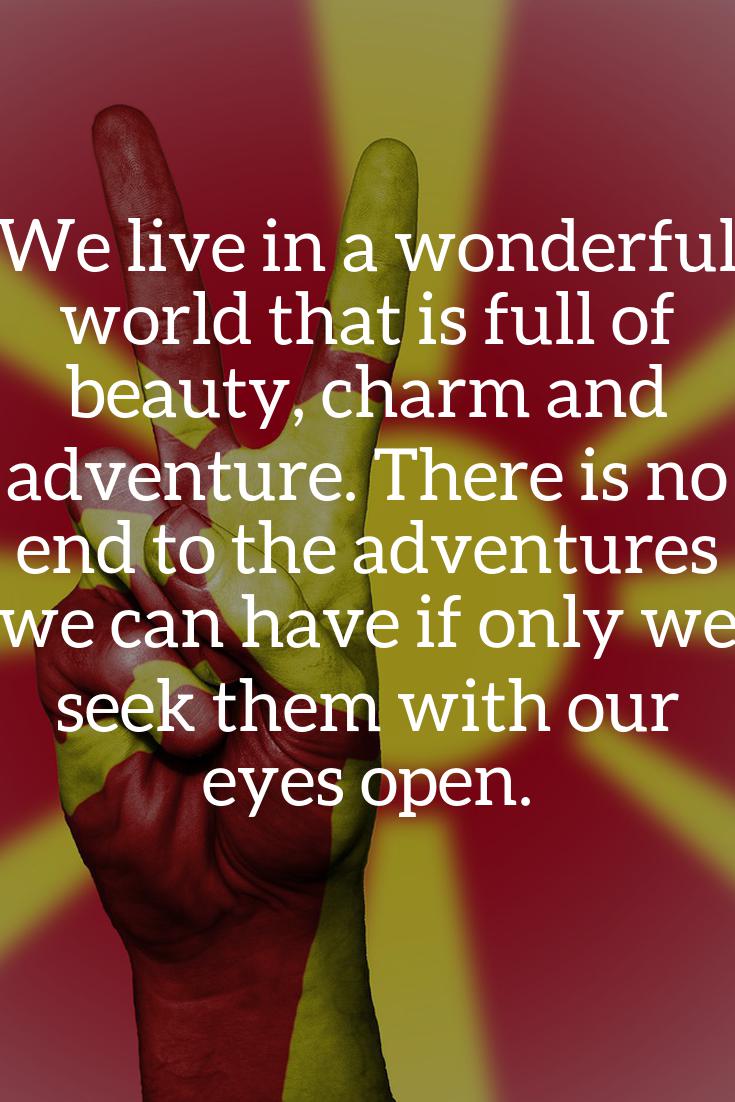 We live in a wonderful
world that is full of
beauty, charm and
adventure. There is no
end to the adventures
we can have if only we
seek them with our
eyes open.